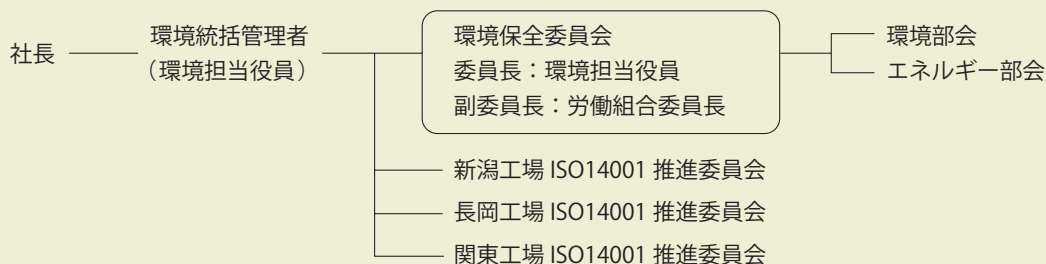 社長
環境統括管理者
（環境担当役員）
環境保全委員会
委員長：環境担当役員
副委員長：労働組合委員長
環境部会
エネルギー部会
新潟工場 ISO14001 推進委員会
長岡工場 ISO14001 推進委員会
関東工場 ISO14001 推進委員会